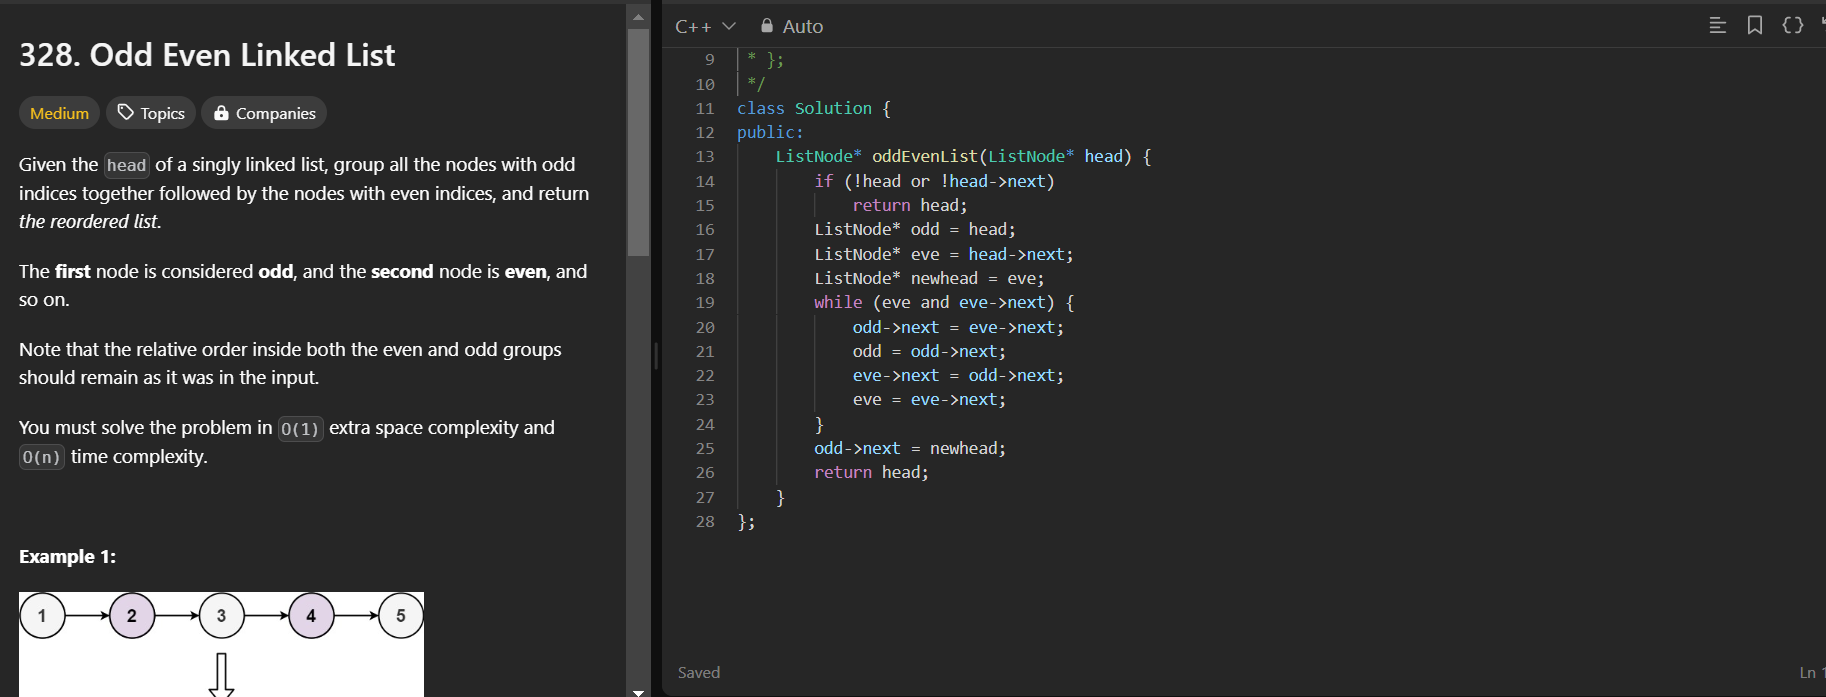 328. Odd Even Linked List
Medium
Topics
Companies
Given the head of a singly linked list, group all the nodes with odd
indices together followed by the nodes with even indices, and return
the reordered list.
The first node is considered odd, and the second node is even, and
so on.
Note that the relative order inside both the even and odd groups
should remain as it was in the input.
You must solve the problem in O(1) extra space complexity and
O(n) time complexity.
Example 1:
1 2 3 4 5
C++ Auto
9 * };
10 */
11 class Solution {
12 public:
13 ListNode* oddEvenList(ListNode* head) {
14 if (!head or !head->next)
15 return head;
16 ListNode* odd = head;
17 ListNode* eve = head->next;
18 ListNode* newhead = eve;
19 while (eve and eve->next) {
20 odd->next = eve->next;
21 odd = odd->next;
22 eve->next = odd->next;
23 eve = eve->next;
24 }
25 odd->next = newhead;
26 return head;
27 }
28 };
Saved
Ln